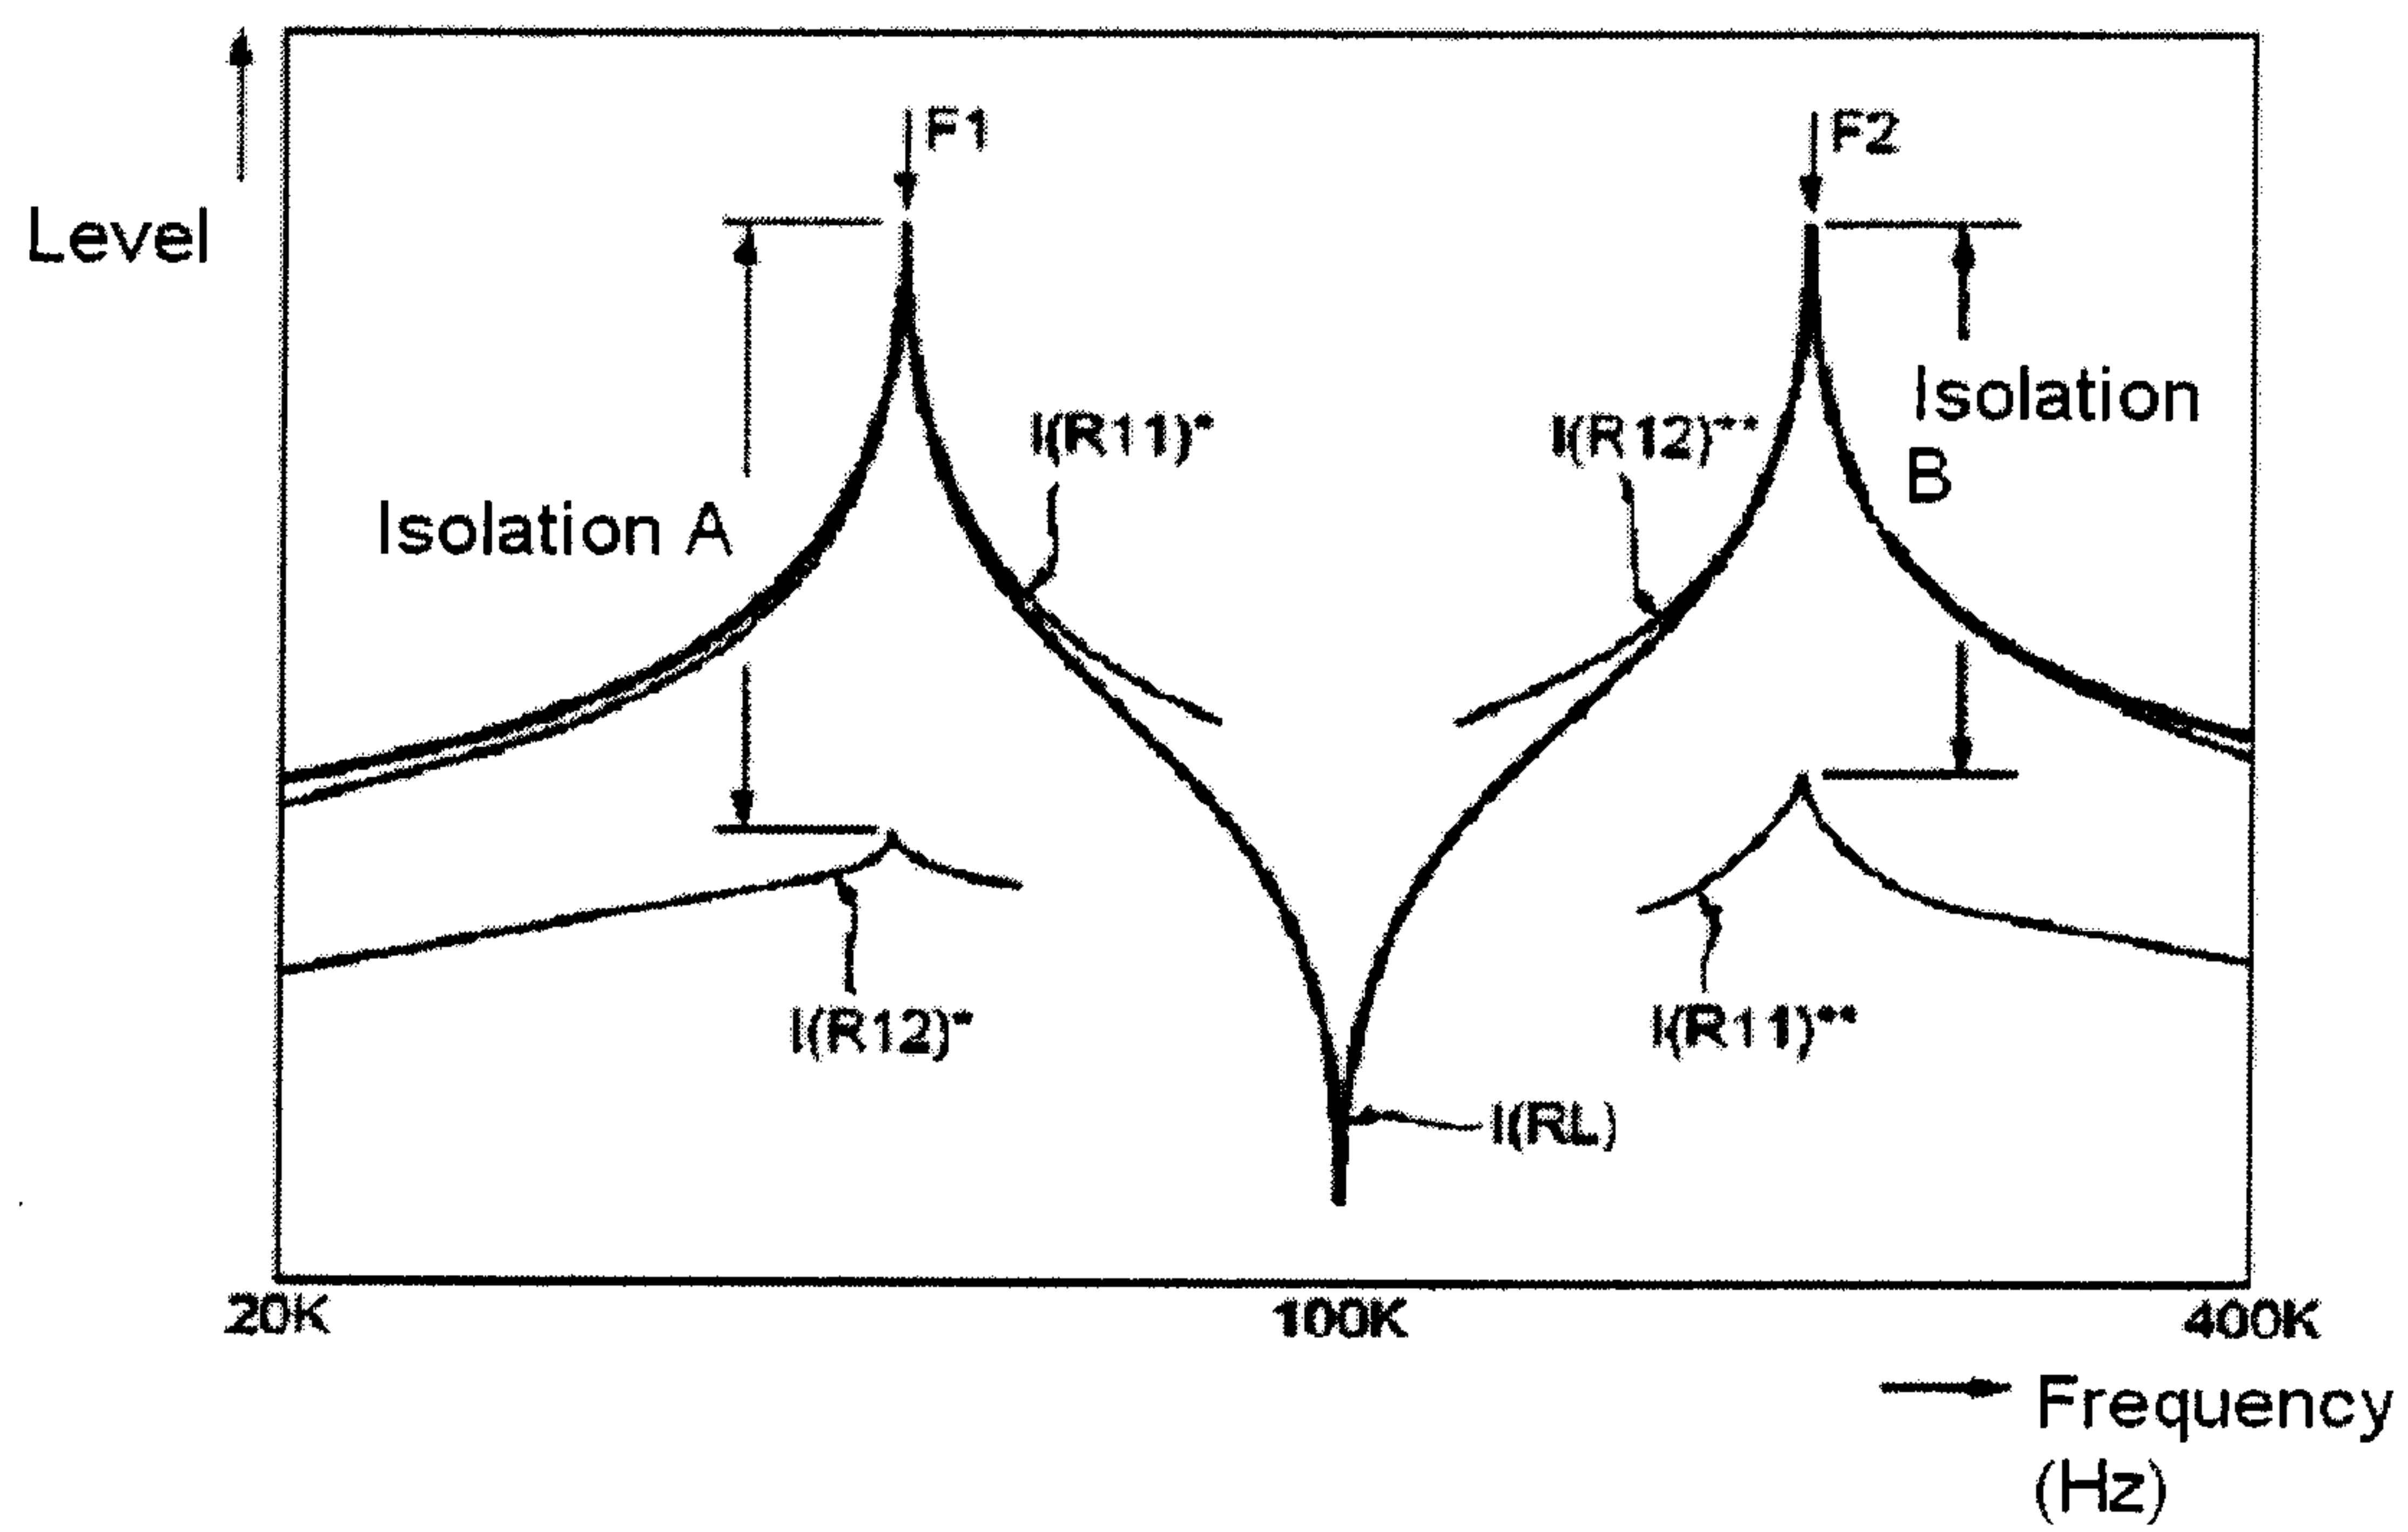 F1
F2
Level
I(R11)*
I(R12)**
Isolation
B
Isolation A
I(R12)*
I(R11)**
I(RL)
20K
100K
400K
Frequency
(Hz)